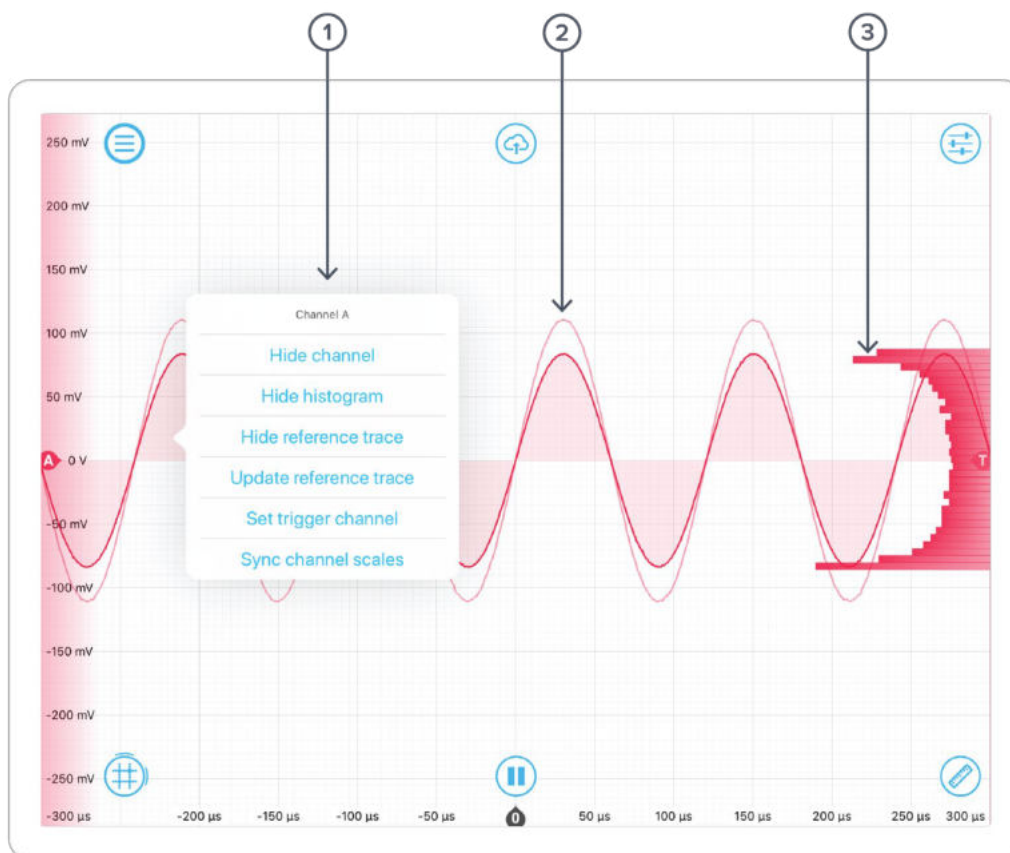 1
2
3
250 mV
200 mV
150 mV
100 mV
50 mV
A
0 V
T
-50 mV
-100 mV
-150 mV
-200 mV
-250 mV
Channel A
Hide channel
Hide histogram
Hide reference trace
Update reference trace
Set trigger channel
Sync channel scales
-300 µs -200 µs -150 µs -100 µs -50 µs 0 50 µs 100 µs 150 µs 200 µs 250 µs 300 µs